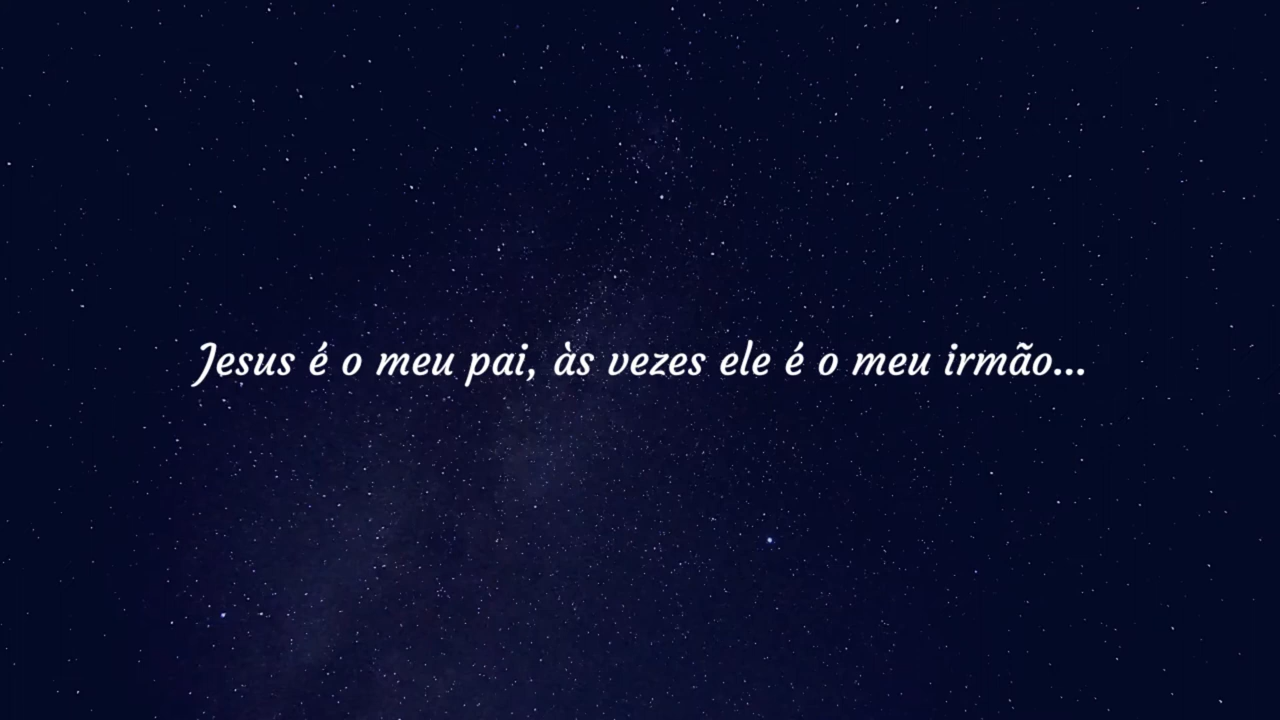 Jesus é o meu pai, às vezes ele é o meu irmão...